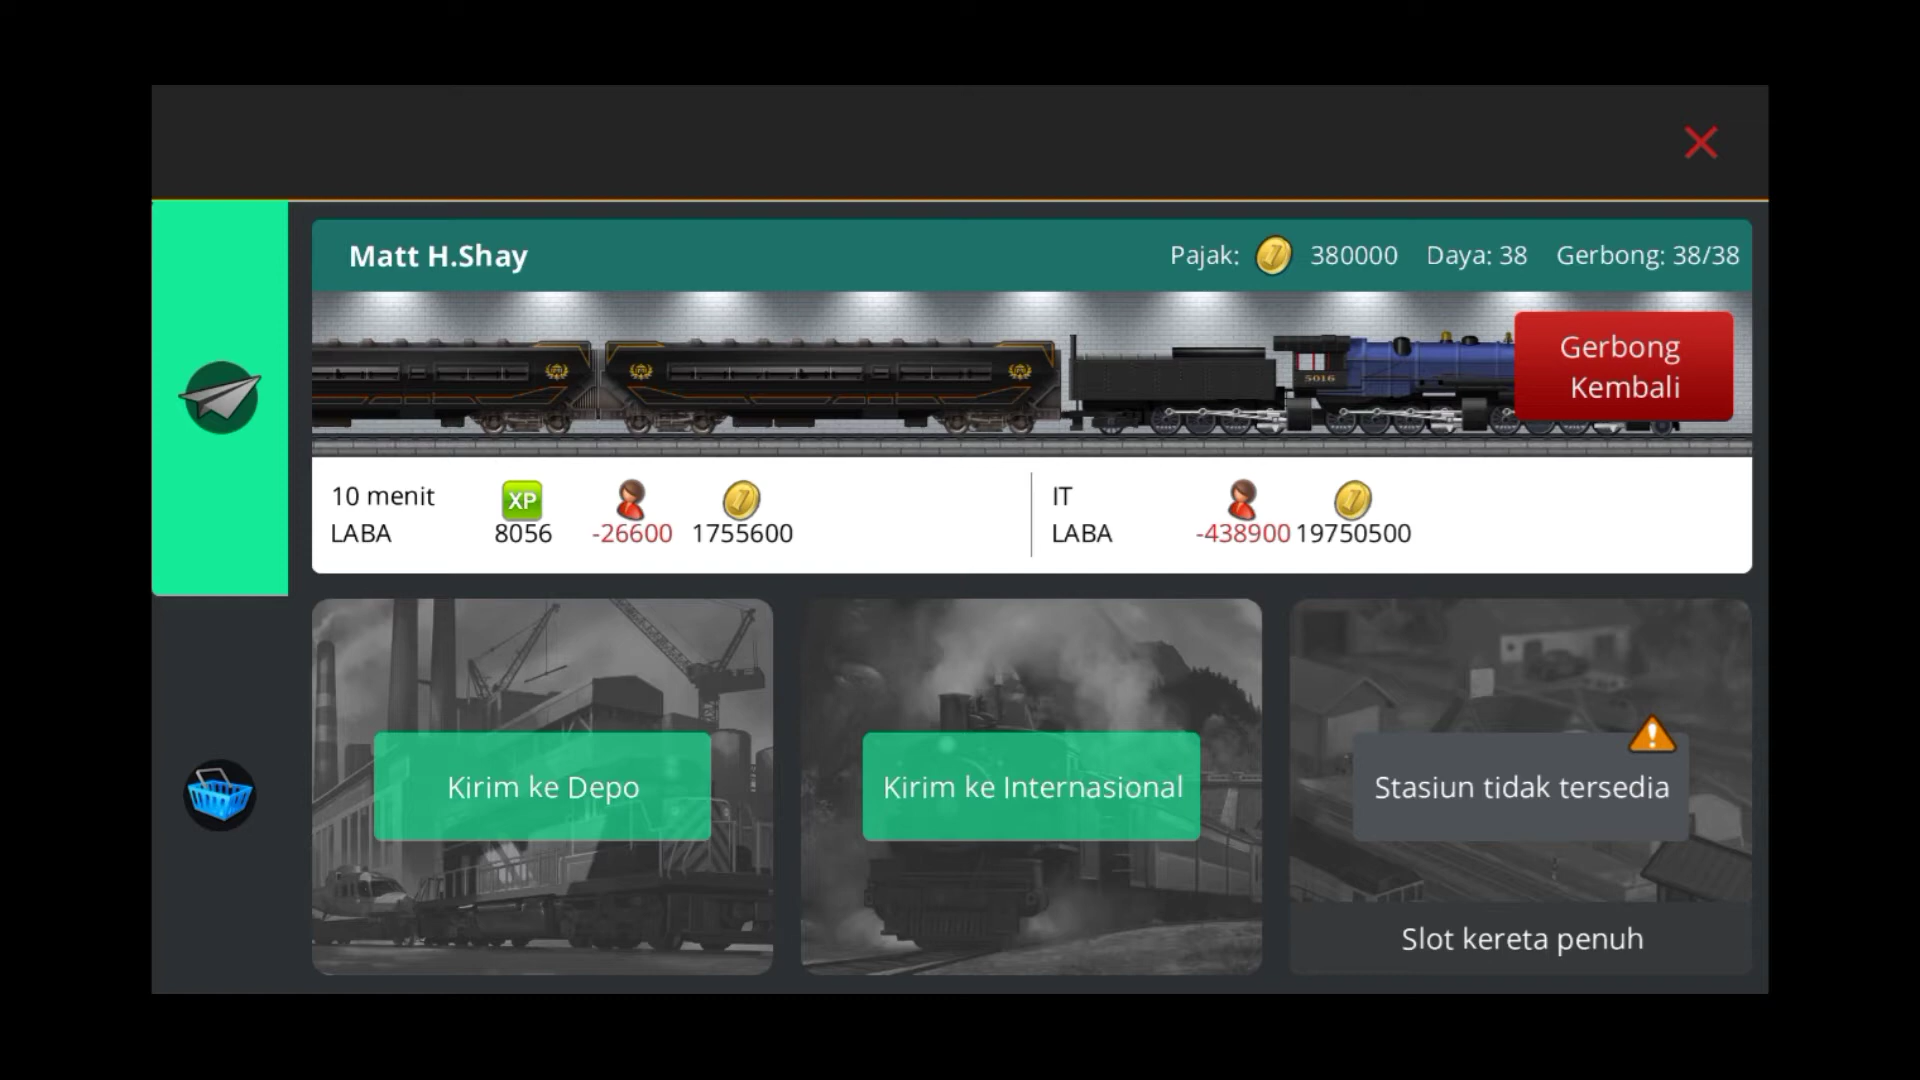 Matt H.Shay
Pajak: 380000 Daya: 38 Gerbong: 38/38
5016
Gerbong
Kembali
10 menit XP
LABA 8056 -26600 1755600
IT
LABA -438900 19750500
Kirim ke Depo
Kirim ke Internasional
Stasiun tidak tersedia
Slot kereta penuh